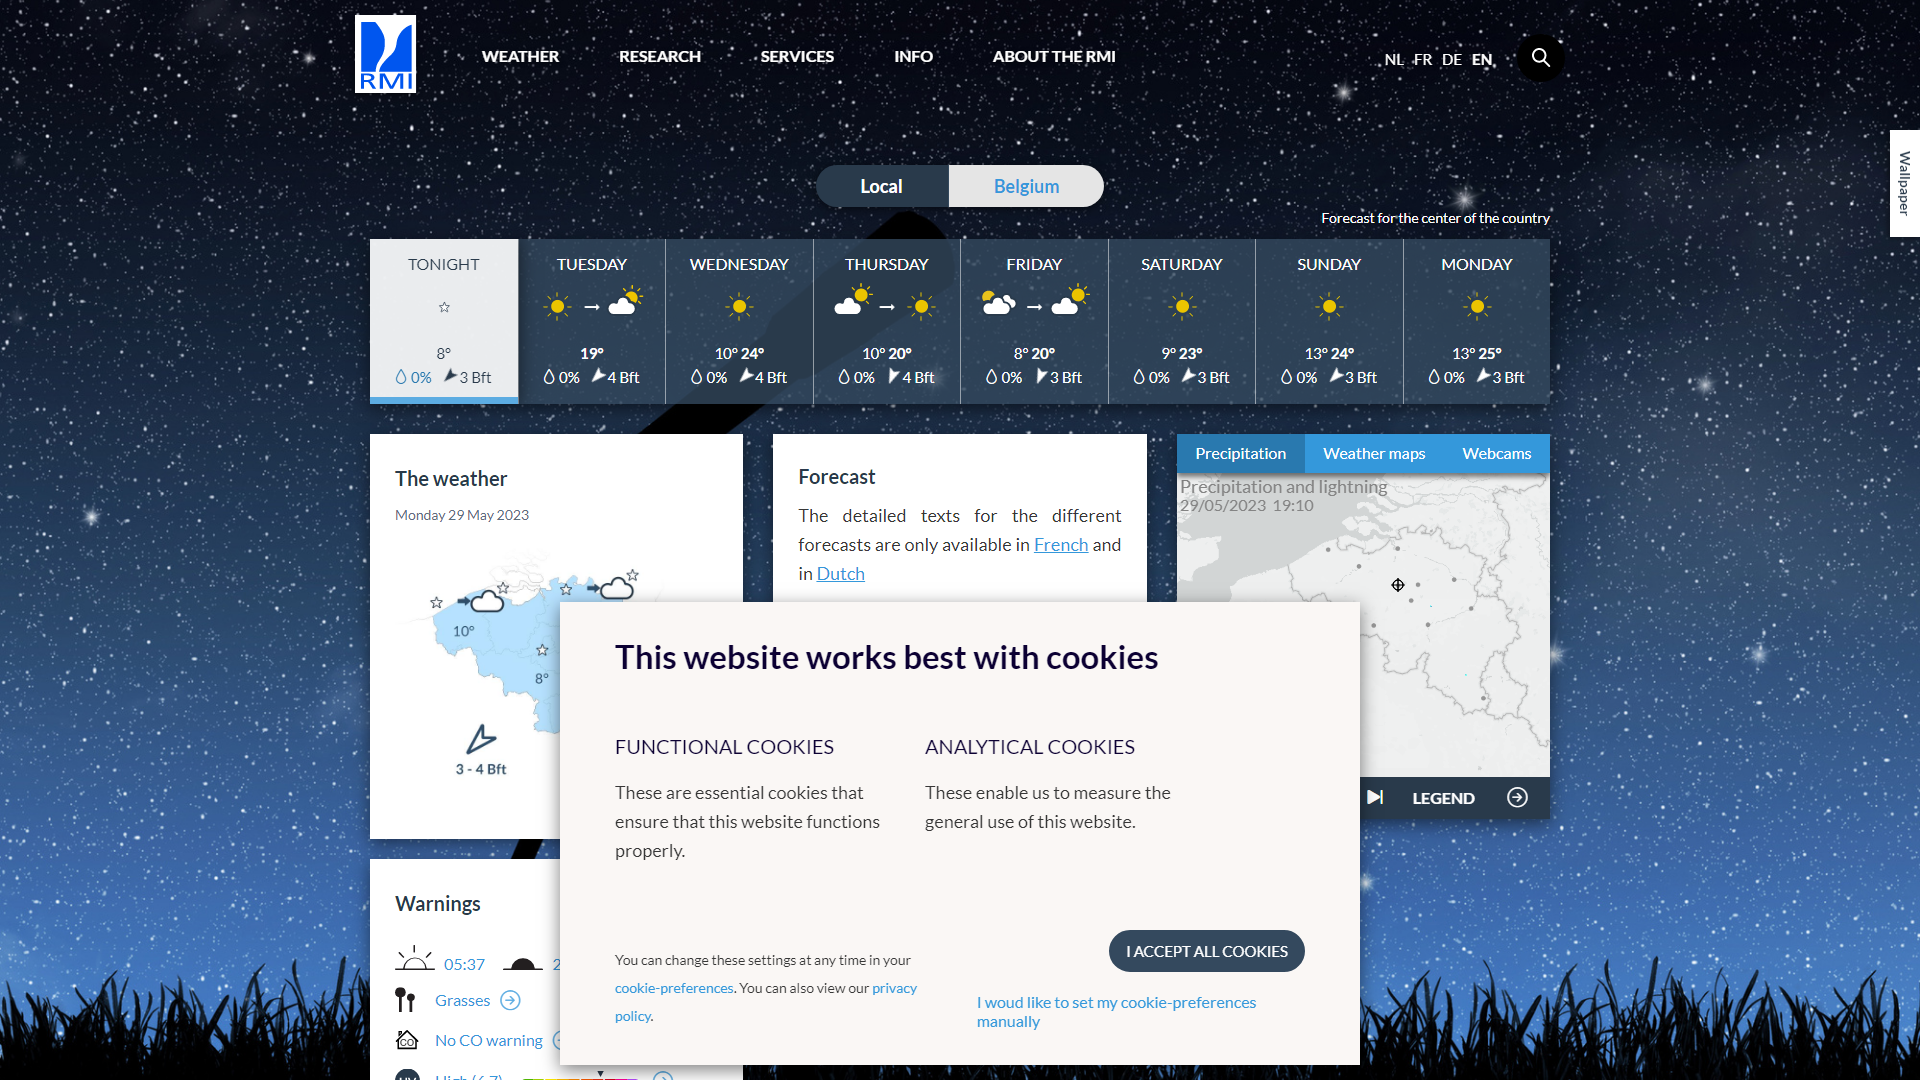 RMI
WEATHER
RESEARCH
SERVICES
INFO
ABOUT THE RMI
NL FR DE EN
Wallpaper
Local
Belgium
Forecast for the center of the country
TONIGHT
8°
0% 3 Bft
TUESDAY
19°
0% 4 Bft
WEDNESDAY
10° 24°
0% 4 Bft
THURSDAY
10° 20°
0% 4 Bft
FRIDAY
8° 20°
0% 3 Bft
SATURDAY
9° 23°
0% 3 Bft
SUNDAY
13° 24°
0% 3 Bft
MONDAY
13° 25°
0% 3 Bft
The weather
Monday 29 May 2023
10°
8°
3 - 4 Bft
Forecast
The detailed texts for the different
forecasts are only available in French and
in Dutch
Precipitation
Weather maps
Webcams
Precipitation and lightning
29/05/2023 19:10
LEGEND
Warnings
05:37
2
Grasses
CO
No CO warning
High (6.7)
This website works best with cookies
FUNCTIONAL COOKIES
These are essential cookies that
ensure that this website functions
properly.
ANALYTICAL COOKIES
These enable us to measure the
general use of this website.
You can change these settings at any time in your
cookie-preferences. You can also view our privacy
policy.
I ACCEPT ALL COOKIES
I woud like to set my cookie-preferences
manually